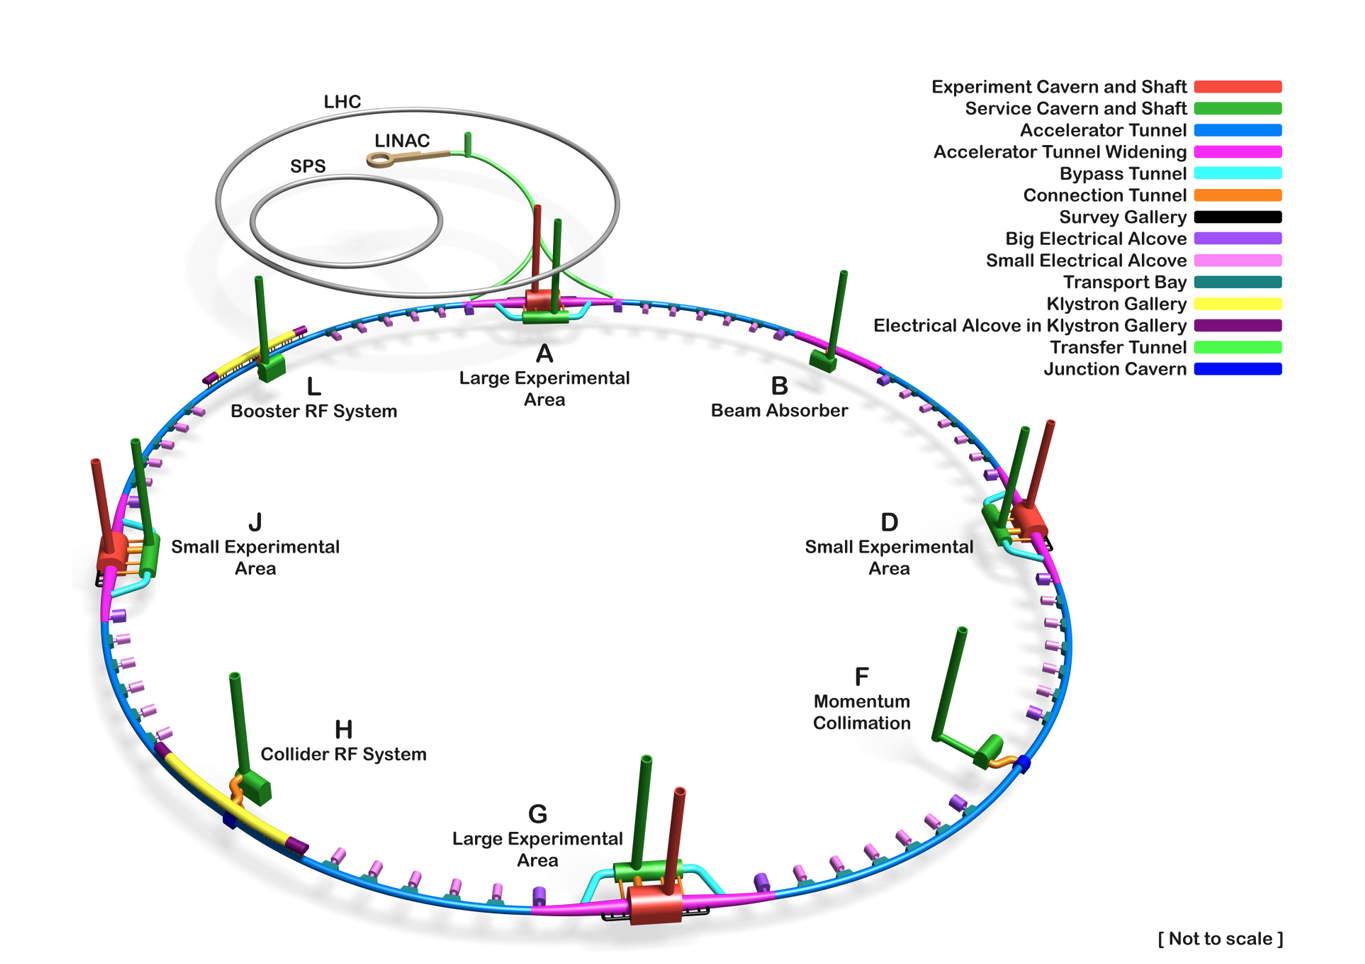 LHC
LINAC
SPS
Experiment Cavern and Shaft
Service Cavern and Shaft
Accelerator Tunnel
Accelerator Tunnel Widening
Bypass Tunnel
Connection Tunnel
Survey Gallery
Big Electrical Alcove
Small Electrical Alcove
Transport Bay
Klystron Gallery
Electrical Alcove in Klystron Gallery
Transfer Tunnel
Junction Cavern
A
Large Experimental
Area
L
Booster RF System
B
Beam Absorber
J
Small Experimental
Area
D
Small Experimental
Area
F
Momentum
Collimation
H
Collider RF System
G
Large Experimental
Area
[ Not to scale ]